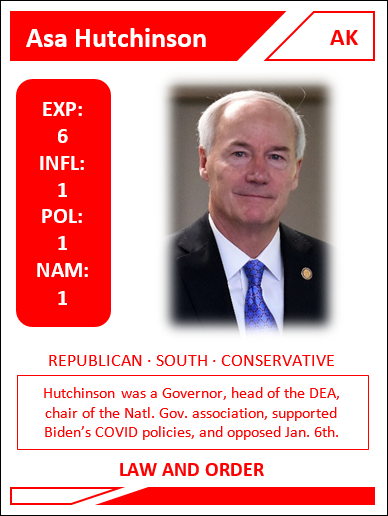 Asa Hutchinson
AK
EXP:
6
INFL:
1
POL:
1
NAM:
1
REPUBLICAN · SOUTH · CONSERVATIVE
Hutchinson was a Governor, head of the DEA,
chair of the Natl. Gov. association, supported
Biden’s COVID policies, and opposed Jan. 6th.
LAW AND ORDER